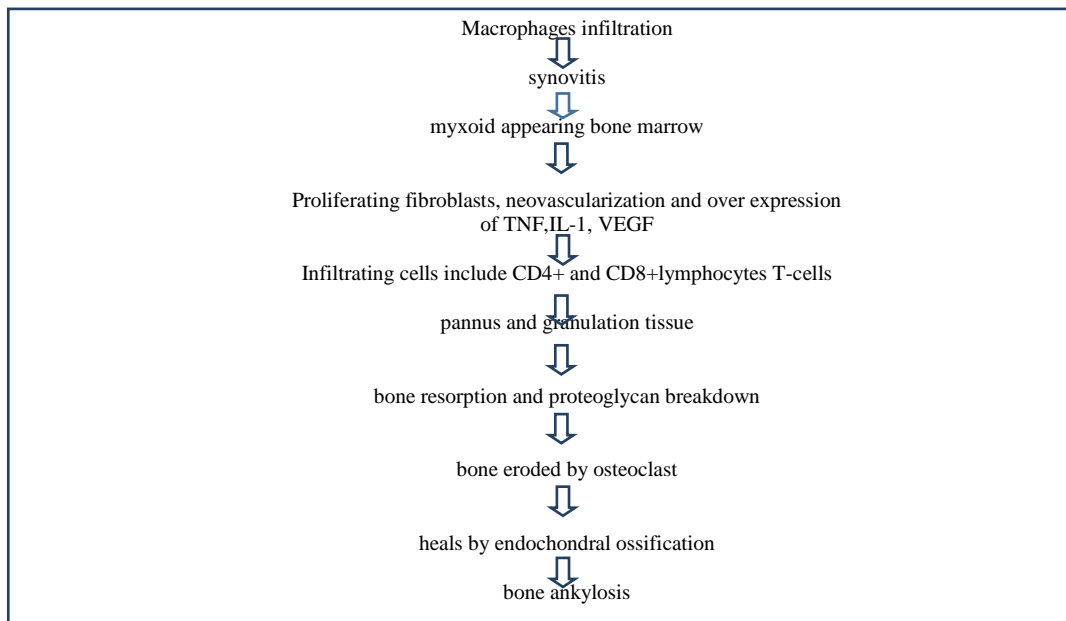 Macrophages infiltration
synovitis
myxoid appearing bone marrow
Proliferating fibroblasts, neovascularization and over expression
of TNF,IL-1, VEGF
Infiltrating cells include CD4+ and CD8+lymphocytes T-cells
pannus and granulation tissue
bone resorption and proteoglycan breakdown
bone eroded by osteoclast
heals by endochondral ossification
bone ankylosis